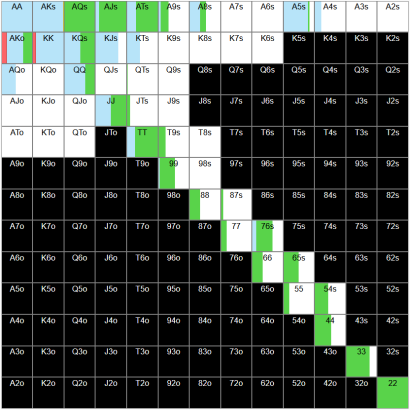 AA AKs AQs AJs ATs A9s A8s A7s A6s A5s A4s A3s A2s
AKo KK KQs KJs KTs K9s K8s K7s K6s K5s K4s K3s K2s
AQo KQo QQ QJs QTs Q9s Q8s Q7s Q6s Q5s Q4s Q3s Q2s
AJo KJo QJo JJ JTs J9s J8s J7s J6s J5s J4s J3s J2s
ATo KTo QTo JTo TT T9s T8s T7s T6s T5s T4s T3s T2s
A9o K9o Q9o J9o T9o 99 98s 97s 96s 95s 94s 93s 92s
A8o K8o Q8o J8o T8o 98o 88 87s 86s 85s 84s 83s 82s
A7o K7o Q7o J7o T7o 97o 87o 77 76s 75s 74s 73s 72s
A6o K6o Q6o J6o T6o 96o 86o 76o 66 65s 64s 63s 62s
A5o K5o Q5o J5o T5o 95o 85o 75o 65o 55 54s 53s 52s
A4o K4o Q4o J4o T4o 94o 84o 74o 64o 54o 44 43s 42s
A3o K3o Q3o J3o T3o 93o 83o 73o 63o 53o 43o 33 32s
A2o K2o Q2o J2o T2o 92o 82o 72o 62o 52o 42o 32o 22